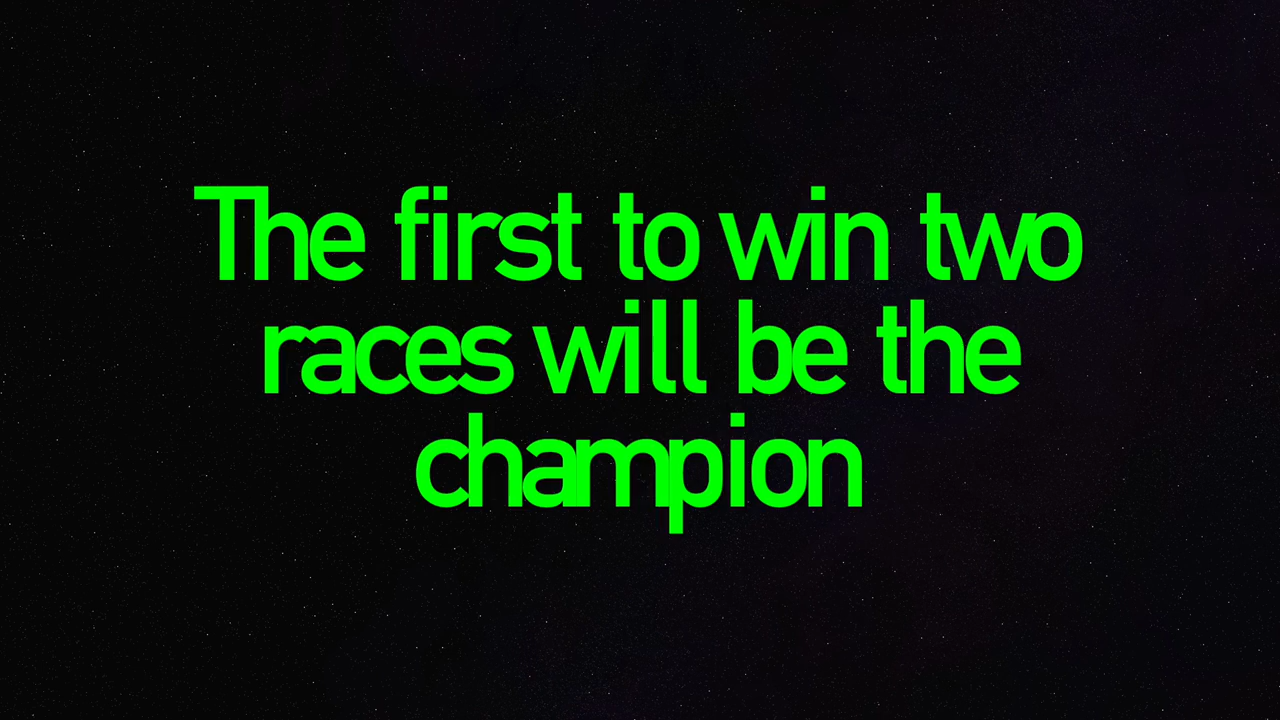 The first to win two
races will be the
champion